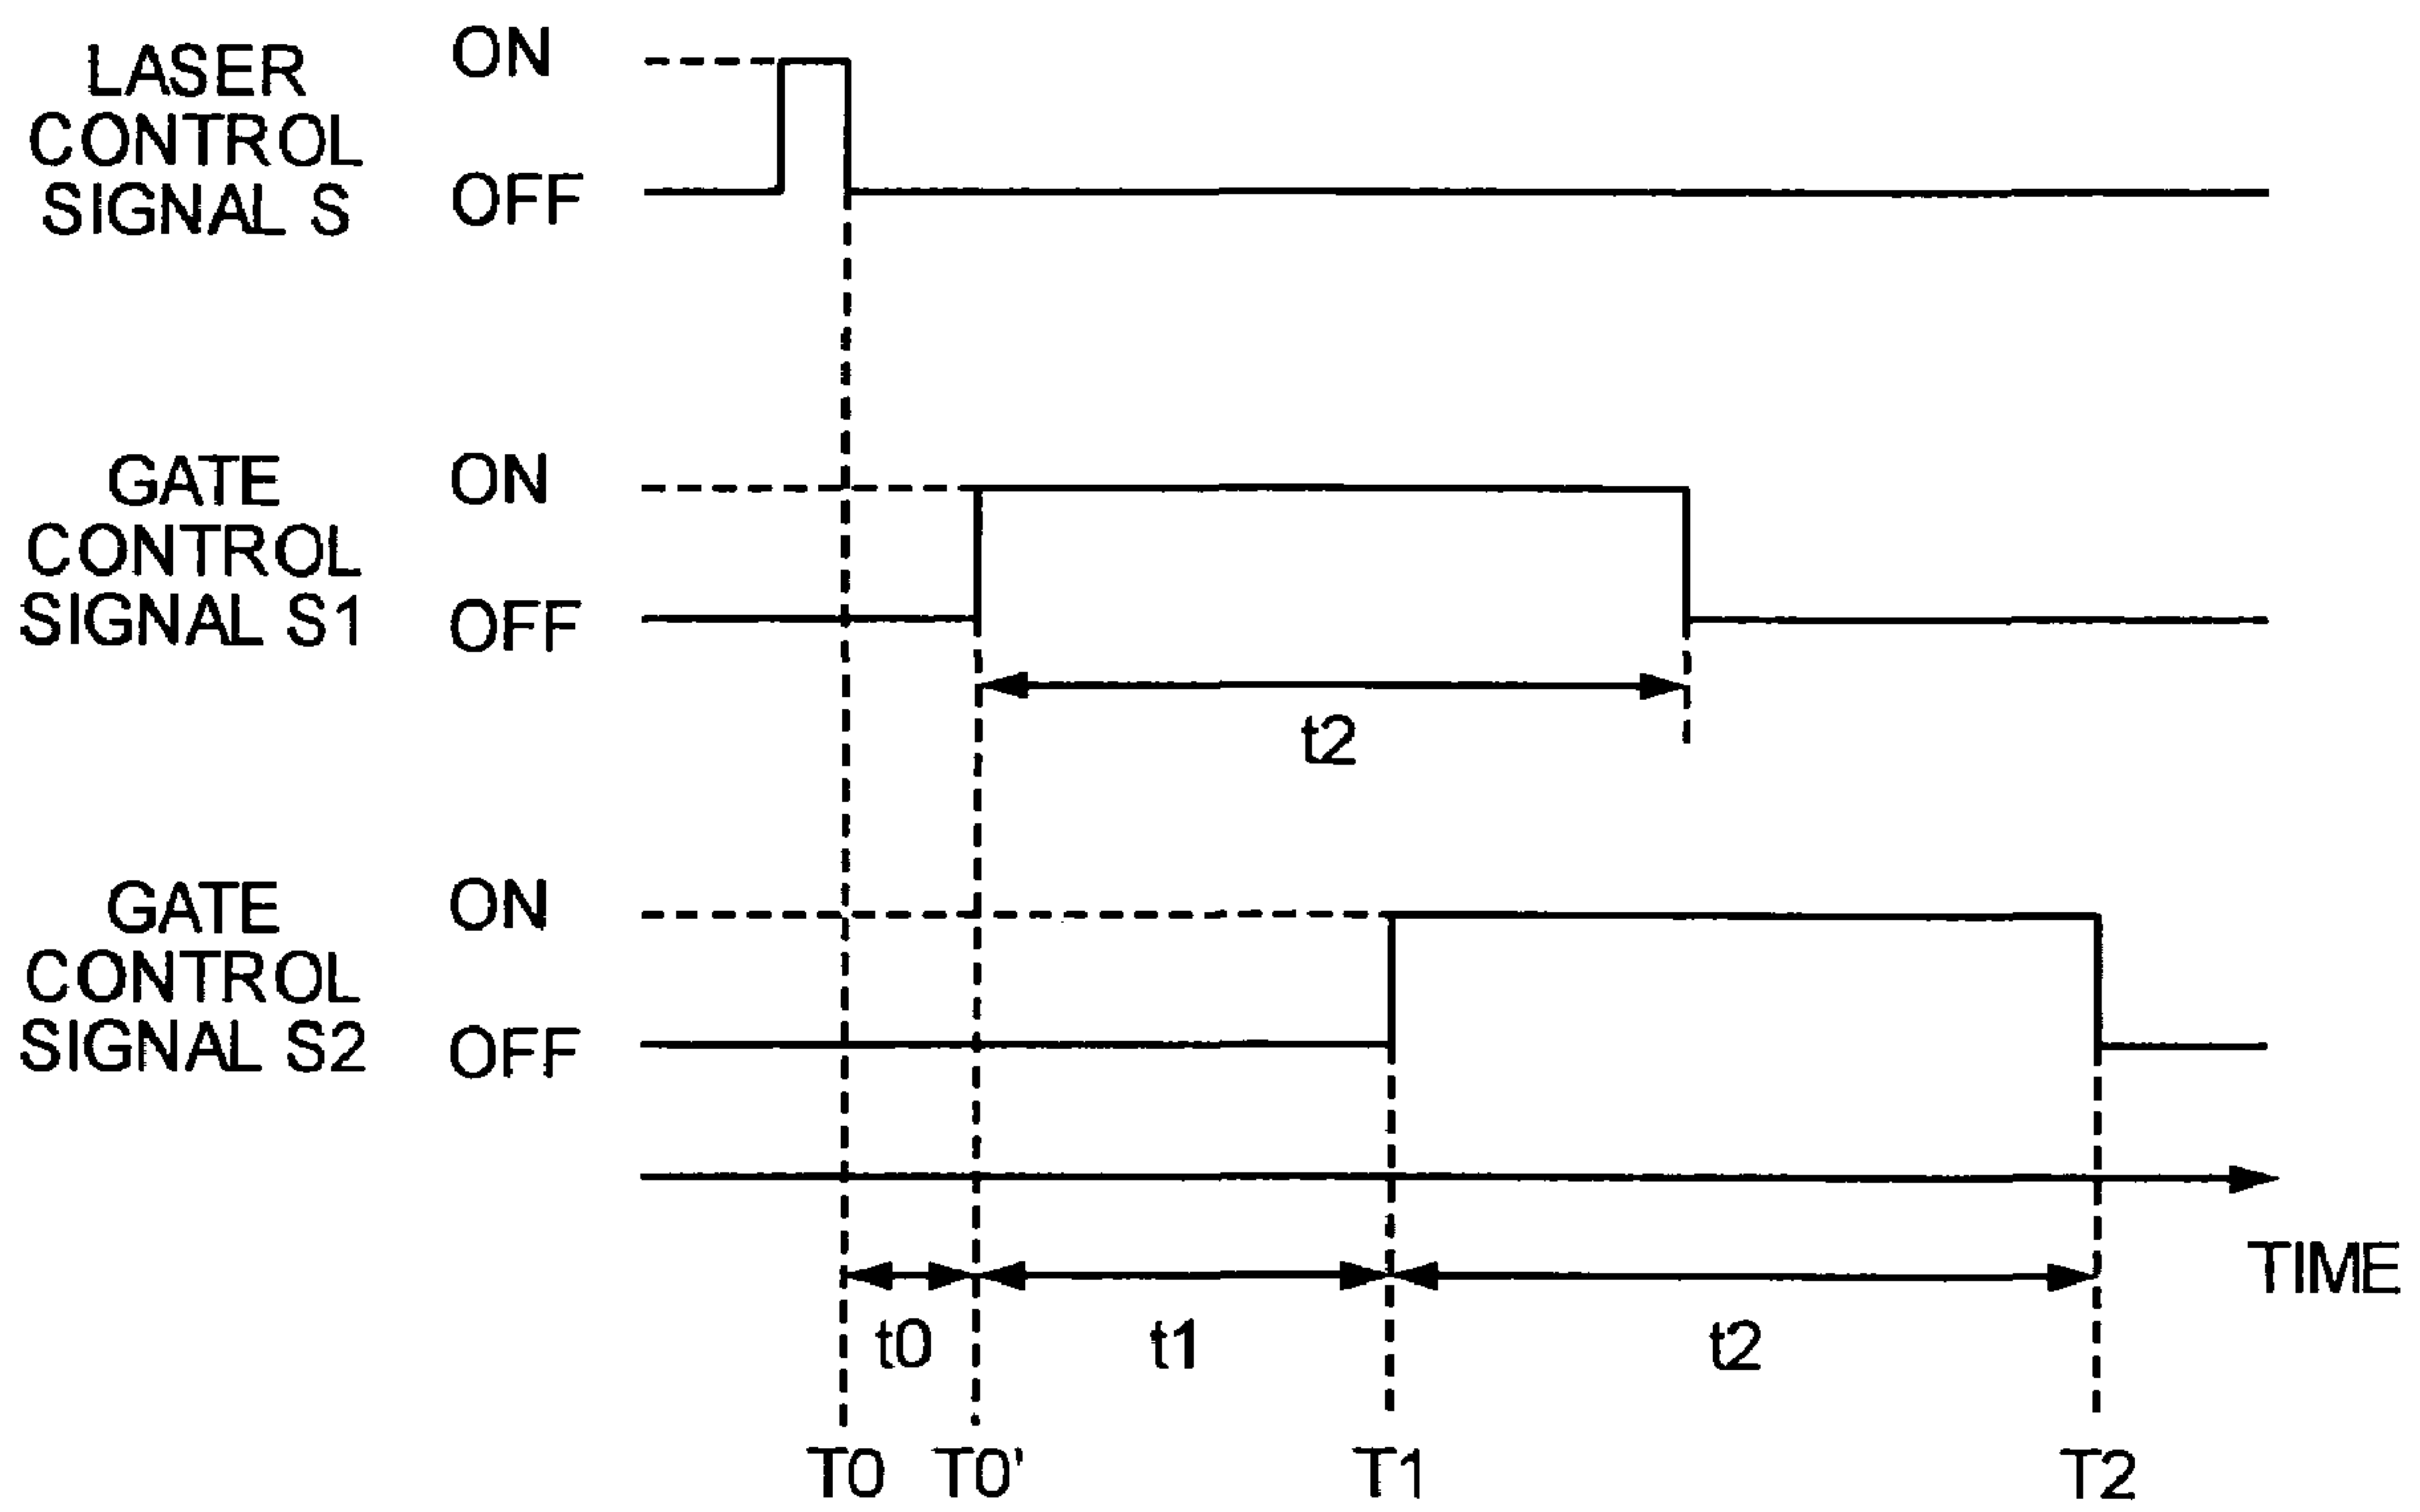 LASER
CONTROL
SIGNAL S
ON
OFF
GATE
CONTROL
SIGNAL S1
ON
OFF
t2
GATE
CONTROL
SIGNAL S2
ON
OFF
TIME
t0 t1 t2
T0 T0' T1 T2